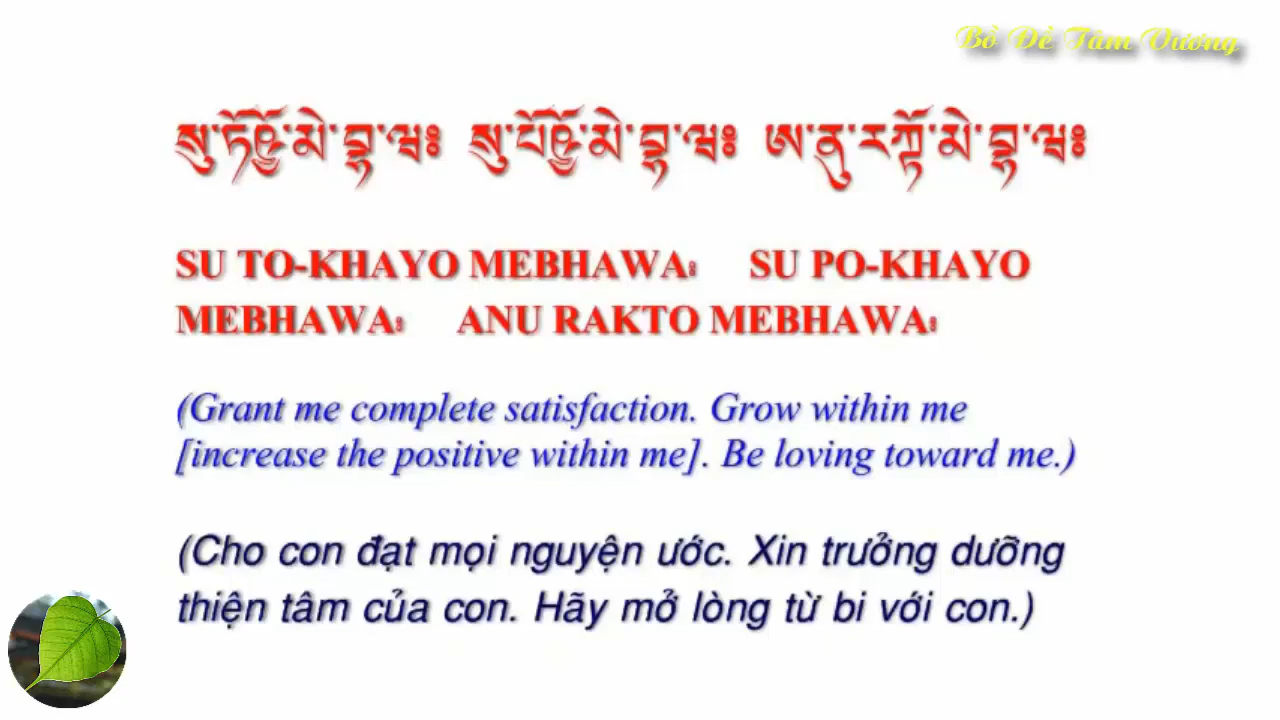 Bồ Đề Tâm Vương
སུ་ཏོཁྱོ་མེ་བྷ་ཝ༔ སུ་པོཁྱོ་མེ་བྷ་ཝ༔ ཨ་ནུ་རཀྟོ་མེ་བྷ་ཝ༔
SU TO-KHAYO MEBHAWA༔ SU PO-KHAYO
MEBHAWA༔ ANU RAKTO MEBHAWA༔
(Grant me complete satisfaction. Grow within me
[increase the positive within me]. Be loving toward me.)
(Cho con đạt mọi nguyện ước. Xin trưởng dưỡng
thiện tâm của con. Hãy mở lòng từ bi với con.)